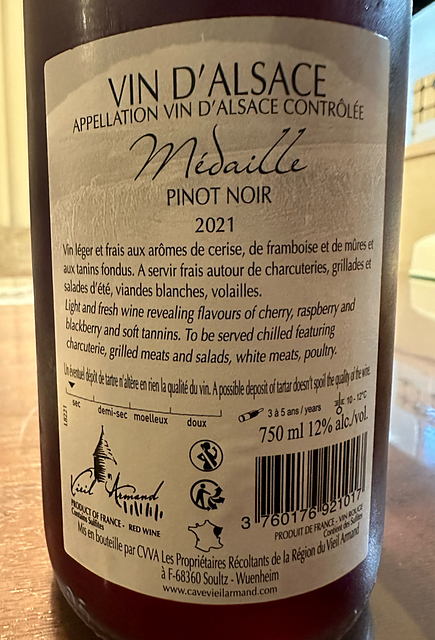 VIN D'ALSACE
APPELLATION VIN D'ALSACE CONTRÔLÉE
Médaille
PINOT NOIR
2021
Vin léger et frais aux arômes de cerise, de framboise et de mûres et
aux tanins fondus. A servir frais autour de charcuteries, grillades et
salades d'été, viandes blanches, volailles.
Light and fresh wine revealing flavours of cherry, raspberry and
blackberry and soft tannins. To be served chilled featuring
charcuterie, grilled meats and salads, white meats, poultry.
Un éventuel dépôt de tartre n'altère en rien la qualité du vin. A possible deposit of tartar doesn't spoil the quality of the wine.
sec demi-sec moelleux doux
3 à 5 ans / years
10 - 12°C
L8221
750 ml 12% alc./vol.
Vieil Armand
PRODUCT OF FRANCE - RED WINE
Contains Sulfites
3 760176 921017
PRODUIT DE FRANCE - VIN ROUGE
Contient des Sulfites
Mis en bouteille par CVVA Les Propriétaires Récoltants de la Région du Vieil Armand
à F-68360 Soultz - Wuenheim
www.cavevieilarmand.com